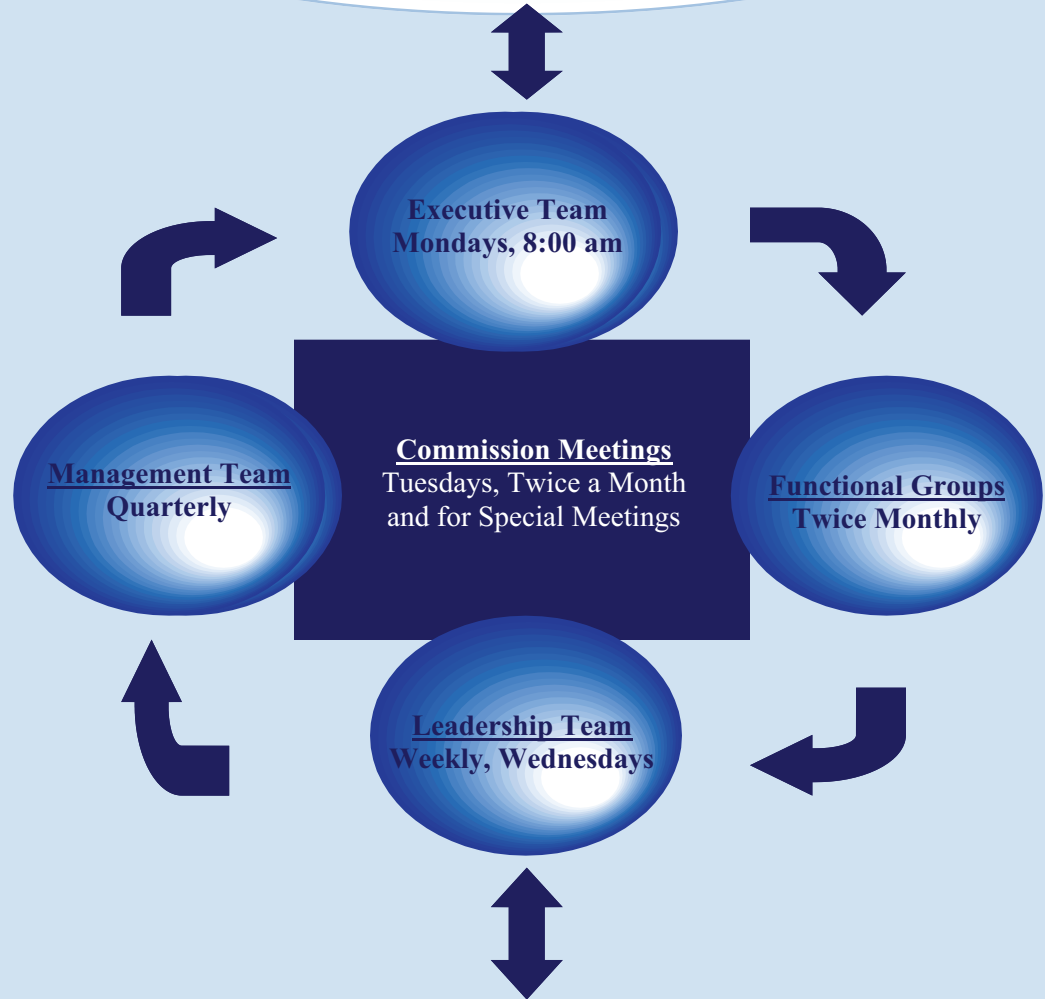 Executive Team
Mondays, 8:00 am
Commission Meetings
Tuesdays, Twice a Month
and for Special Meetings
Management Team
Quarterly
Functional Groups
Twice Monthly
Leadership Team
Weekly, Wednesdays